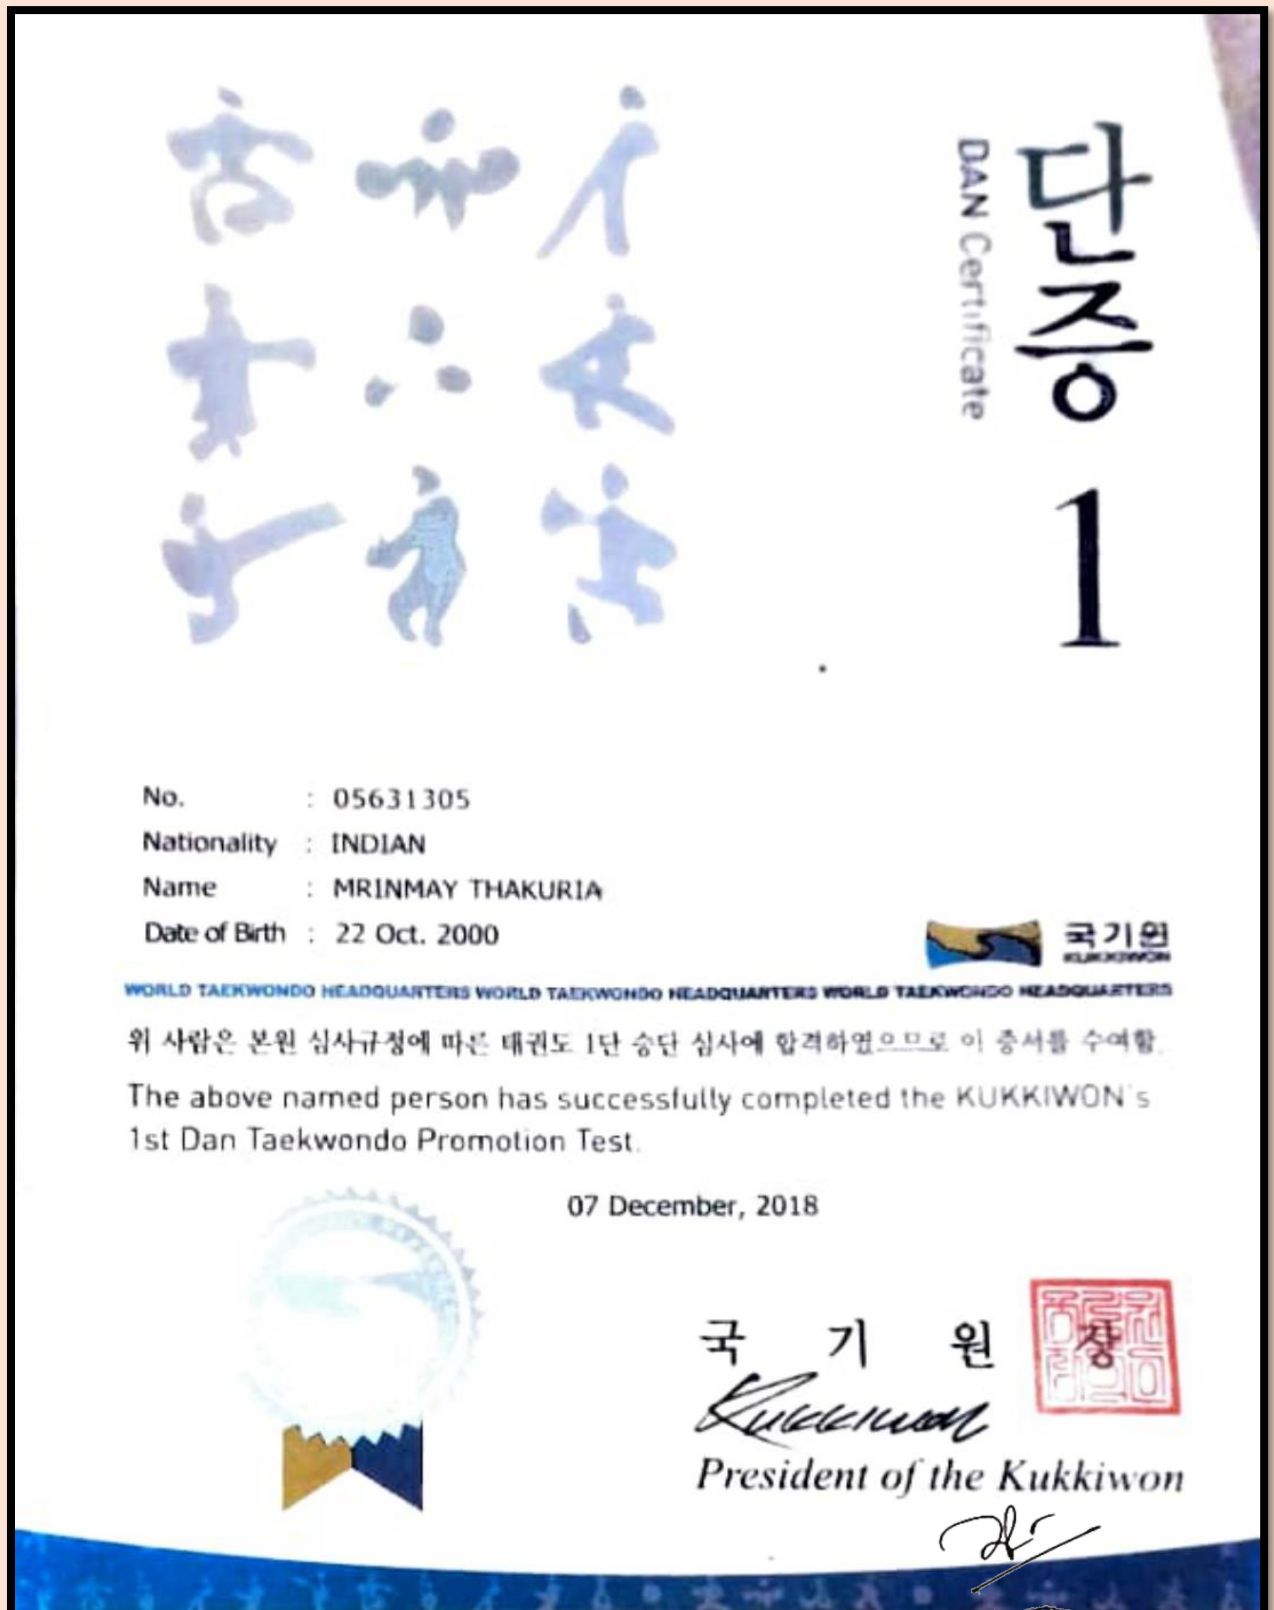 단증
DAN Certificate
1
No. : 05631305
Nationality : INDIAN
Name : MRINMAY THAKURIA
Date of Birth : 22 Oct. 2000
국기원
KUKKIWON
WORLD TAEKWONDO HEADQUARTERS WORLD TAEKWONDO HEADQUARTERS WORLD TAEKWONDO HEADQUARTERS
위 사람은 본원 심사규정에 따른 태권도 1단 승단 심사에 합격하였으므로 이 증서를 수여함.
The above named person has successfully completed the KUKKIWON's
1st Dan Taekwondo Promotion Test.
07 December, 2018
국 기 원 장
Kukkiwon
President of the Kukkiwon